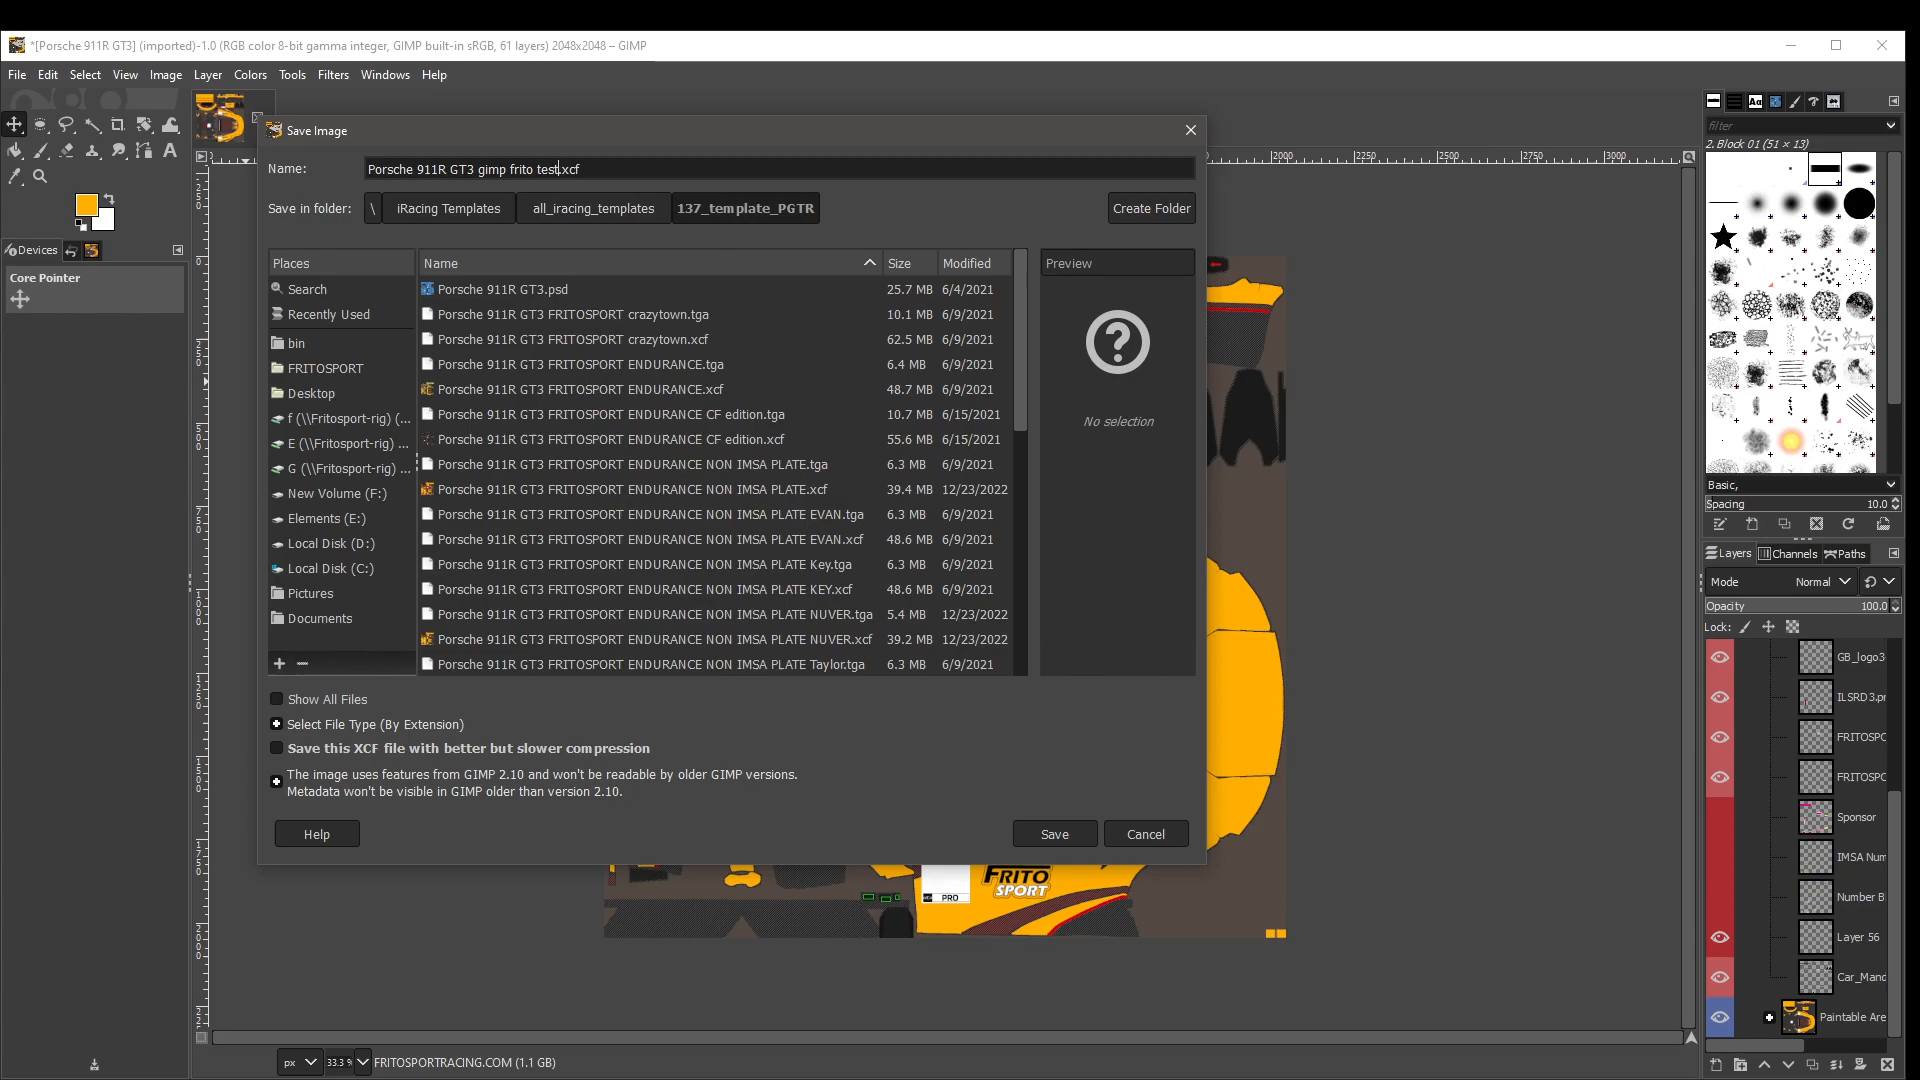 *[Porsche 911R GT3] (imported)-1.0 (RGB color 8-bit gamma integer, GIMP built-in sRGB, 61 layers) 2048x2048 – GIMP
File Edit Select View Image Layer Colors Tools Filters Windows Help
Devices
Core Pointer
Save Image
Name: Porsche 911R GT3 gimp frito test.xcf
Save in folder: \ iRacing Templates all_iracing_templates 137_template_PGTR Create Folder
Places Name Size Modified Preview
Search
Recently Used
bin
FRITOSPORT
Desktop
f (\\Fritosport-rig) (...
E (\\Fritosport-rig) ...
G (\\Fritosport-rig) ...
New Volume (F:)
Elements (E:)
Local Disk (D:)
Local Disk (C:)
Pictures
Documents
Porsche 911R GT3.psd 25.7 MB 6/4/2021
Porsche 911R GT3 FRITOSPORT crazytown.tga 10.1 MB 6/9/2021
Porsche 911R GT3 FRITOSPORT crazytown.xcf 62.5 MB 6/9/2021
Porsche 911R GT3 FRITOSPORT ENDURANCE.tga 6.4 MB 6/9/2021
Porsche 911R GT3 FRITOSPORT ENDURANCE.xcf 48.7 MB 6/9/2021
Porsche 911R GT3 FRITOSPORT ENDURANCE CF edition.tga 10.7 MB 6/15/2021
Porsche 911R GT3 FRITOSPORT ENDURANCE CF edition.xcf 55.6 MB 6/15/2021
Porsche 911R GT3 FRITOSPORT ENDURANCE NON IMSA PLATE.tga 6.3 MB 6/9/2021
Porsche 911R GT3 FRITOSPORT ENDURANCE NON IMSA PLATE.xcf 39.4 MB 12/23/2022
Porsche 911R GT3 FRITOSPORT ENDURANCE NON IMSA PLATE EVAN.tga 6.3 MB 6/9/2021
Porsche 911R GT3 FRITOSPORT ENDURANCE NON IMSA PLATE EVAN.xcf 48.6 MB 6/9/2021
Porsche 911R GT3 FRITOSPORT ENDURANCE NON IMSA PLATE Key.tga 6.3 MB 6/9/2021
Porsche 911R GT3 FRITOSPORT ENDURANCE NON IMSA PLATE KEY.xcf 48.6 MB 6/9/2021
Porsche 911R GT3 FRITOSPORT ENDURANCE NON IMSA PLATE NUVER.tga 5.4 MB 12/23/2022
Porsche 911R GT3 FRITOSPORT ENDURANCE NON IMSA PLATE NUVER.xcf 39.2 MB 12/23/2022
Porsche 911R GT3 FRITOSPORT ENDURANCE NON IMSA PLATE Taylor.tga 6.3 MB 6/9/2021
No selection
Show All Files
Select File Type (By Extension)
Save this XCF file with better but slower compression
The image uses features from GIMP 2.10 and won't be readable by older GIMP versions.
Metadata won't be visible in GIMP older than version 2.10.
Help Save Cancel
2000 2250 2500 2750 3000
FRITO
SPORT
PRO
px 33.3 % FRITOSPORTRACING.COM (1.1 GB)
filter
2. Block 01 (51 × 13)
Basic,
Spacing 10.0
Layers Channels Paths
Mode Normal
Opacity 100.0
Lock:
GB_logo3
ILSRD3.pr
FRITOSPO
FRITOSPO
Sponsor
IMSA Num
Number B
Layer 56
Car_Mand
Paintable Are